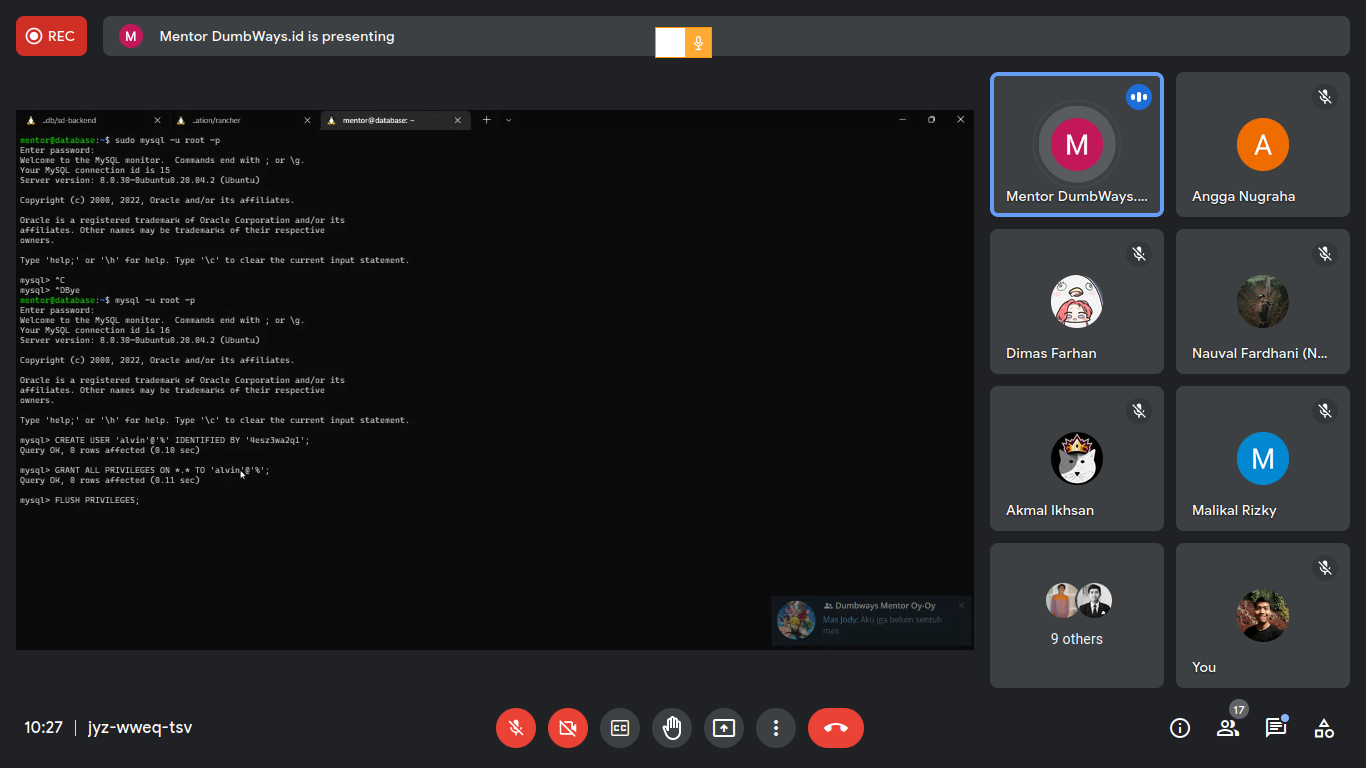 REC
M
Mentor DumbWays.id is presenting
..db/sd-backend
..ation/rancher
mentor@database: ~
mentor@database:~$ sudo mysql -u root -p
Enter password:
Welcome to the MySQL monitor.  Commands end with ; or \g.
Your MySQL connection id is 15
Server version: 8.0.30-0ubuntu0.20.04.2 (Ubuntu)
Copyright (c) 2000, 2022, Oracle and/or its affiliates.
Oracle is a registered trademark of Oracle Corporation and/or its
affiliates. Other names may be trademarks of their respective
owners.
Type 'help;' or '\h' for help. Type '\c' to clear the current input statement.
mysql> ^C
mysql> ^DBye
mentor@database:~$ mysql -u root -p
Enter password:
Welcome to the MySQL monitor.  Commands end with ; or \g.
Your MySQL connection id is 16
Server version: 8.0.30-0ubuntu0.20.04.2 (Ubuntu)
Copyright (c) 2000, 2022, Oracle and/or its affiliates.
Oracle is a registered trademark of Oracle Corporation and/or its
affiliates. Other names may be trademarks of their respective
owners.
Type 'help;' or '\h' for help. Type '\c' to clear the current input statement.
mysql> CREATE USER 'alvin'@'%' IDENTIFIED BY '4esz3wa2q1';
Query OK, 0 rows affected (0.10 sec)
mysql> GRANT ALL PRIVILEGES ON *.* TO 'alvin'@'%';
Query OK, 0 rows affected (0.11 sec)
mysql> FLUSH PRIVILEGES;
Dumbways Mentor Oy-Oy
Mas Jody: Aku jga belum sentuh
mas
M
Mentor DumbWays....
A
Angga Nugraha
Dimas Farhan
Nauval Fardhani (N...
Akmal Ikhsan
M
Malikal Rizky
9 others
You
10:27 | jyz-wweq-tsv
CC
17